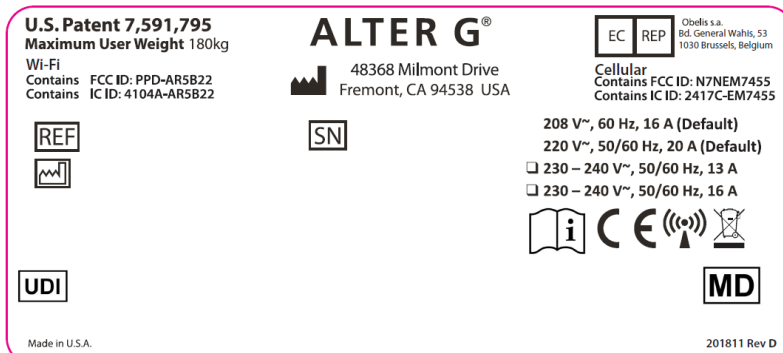 U.S. Patent 7,591,795
Maximum User Weight 180kg
Wi-Fi
Contains FCC ID: PPD-AR5B22
Contains IC ID: 4104A-AR5B22
ALTER G®
48368 Milmont Drive
Fremont, CA 94538 USA
EC REP
Obelis s.a.
Bd. General Wahis, 53
1030 Brussels, Belgium
Cellular
Contains FCC ID: N7NEM7455
Contains IC ID: 2417C-EM7455
REF
SN
208 V~, 60 Hz, 16 A (Default)
220 V~, 50/60 Hz, 20 A (Default)
❑ 230 – 240 V~, 50/60 Hz, 13 A
❑ 230 – 240 V~, 50/60 Hz, 16 A
i CE
UDI
MD
Made in U.S.A.
201811 Rev D